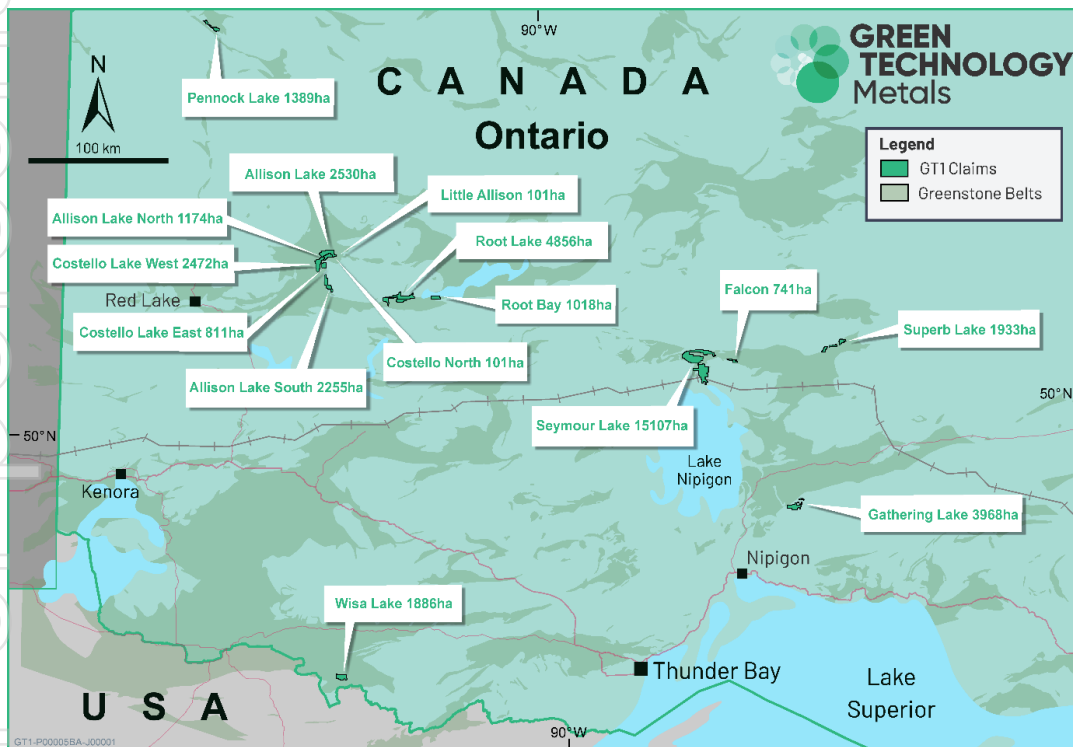 90°W
GREEN
TECHNOLOGY
Metals
N
CANADA
Pennock Lake 1389ha
Ontario
100 km
Legend
GT1 Claims
Greenstone Belts
Allison Lake 2530ha
Little Allison 101ha
Allison Lake North 1174ha
Root Lake 4856ha
Costello Lake West 2472ha
Red Lake
Root Bay 1018ha
Falcon 741ha
Costello Lake East 811ha
Superb Lake 1933ha
Costello North 101ha
Allison Lake South 2255ha
50°N
Seymour Lake 15107ha
50°N
Lake
Nipigon
Kenora
Gathering Lake 3968ha
Nipigon
Wisa Lake 1886ha
Thunder Bay
Lake
Superior
USA
90°W
GT1-P00005BA-J00001